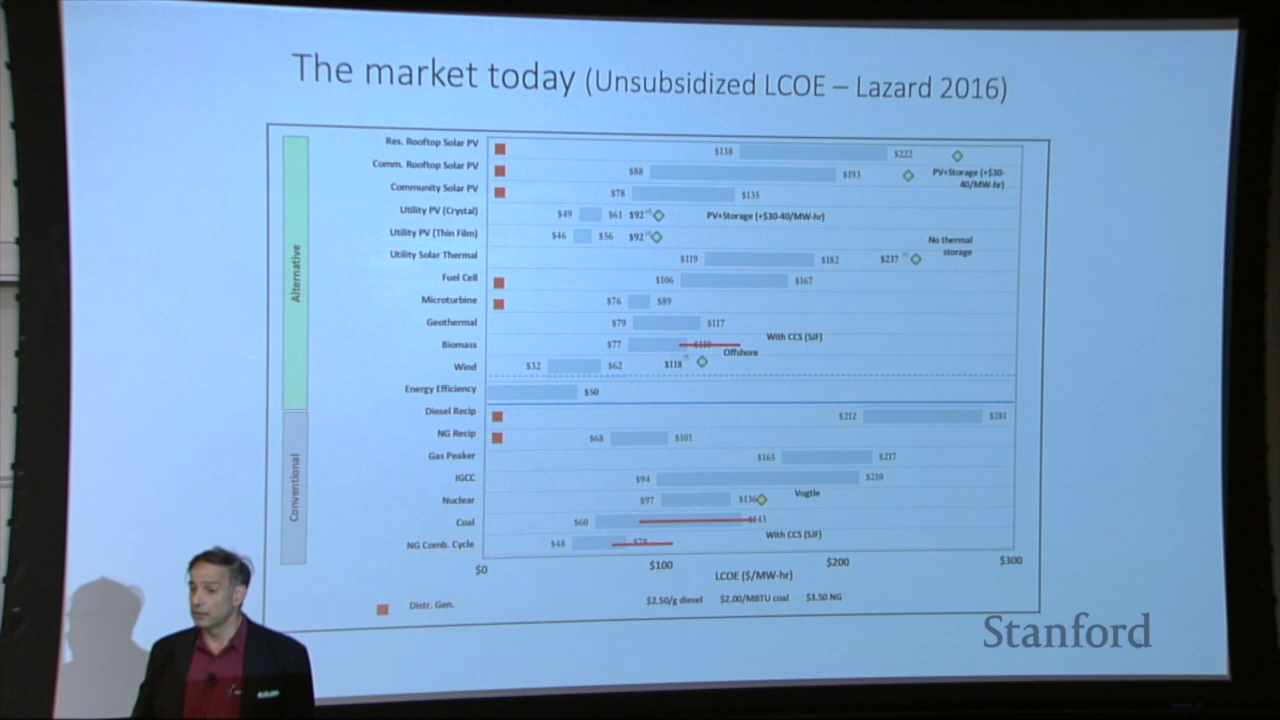 The market today (Unsubsidized LCOE – Lazard 2016)
Alternative
Res. Rooftop Solar PV $138 $222
Comm. Rooftop Solar PV $88 $193 PV+Storage (+$30-
40/MW-hr)
Community Solar PV $78 $135
Utility PV (Crystal) $49 $61 $92 PV+Storage (+$30-40/MW-hr)
Utility PV (Thin Film) $46 $56 $92
No thermal
storage
Utility Solar Thermal $119 $182 $237
Fuel Cell $106 $167
Microturbine $76 $89
Geothermal $79 $117
Biomass $77 With CCS (SJF)
Offshore
Wind $32 $62 $118
Energy Efficiency $50
Conventional
Diesel Recip $212 $281
NG Recip $68 $101
Gas Peaker $165 $217
IGCC $94 $210
Nuclear $97 $136 Vogtle
Coal $60
With CCS (SJF)
NG Comb. Cycle $48 $78
$0 $100 $200 $300
LCOE ($/MW-hr)
Distr. Gen. $2.50/g diesel $2.00/MBTU coal $3.50 NG
Stanford